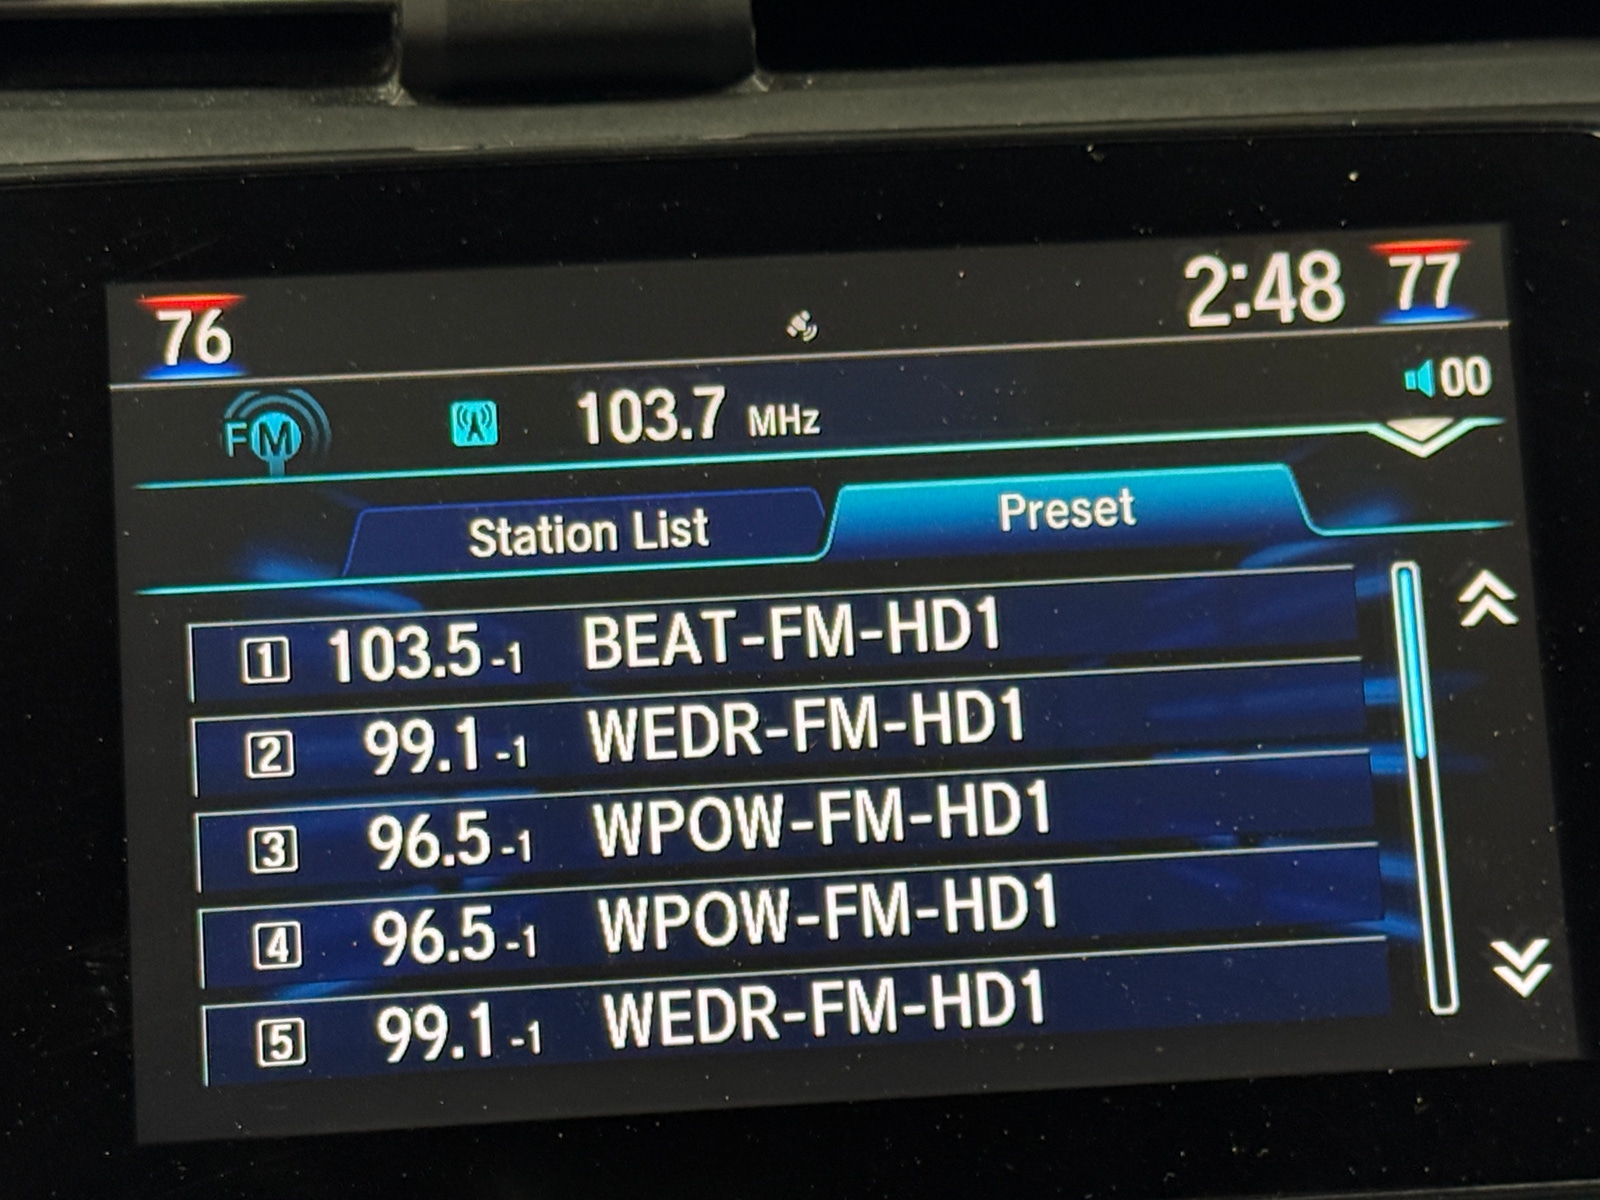 76 2:48 77
FM 103.7 MHz 00
Station List Preset
1 103.5-1 BEAT-FM-HD1
2 99.1-1 WEDR-FM-HD1
3 96.5-1 WPOW-FM-HD1
4 96.5-1 WPOW-FM-HD1
5 99.1-1 WEDR-FM-HD1